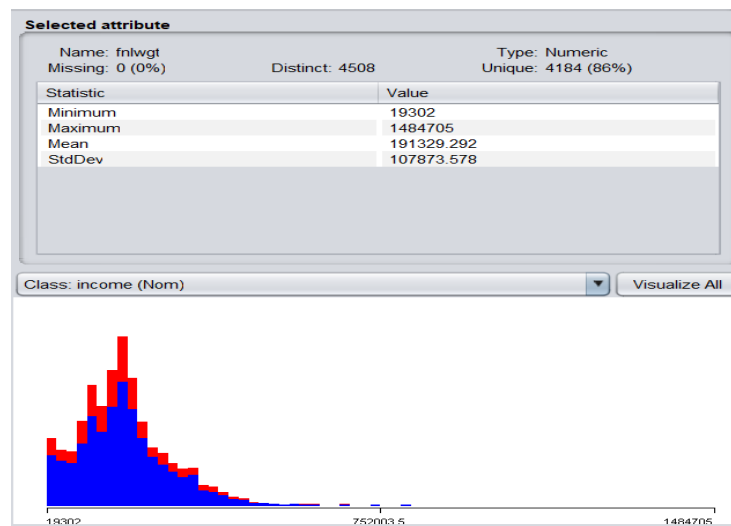 Selected attribute
Name: fnlwgt Type: Numeric
Missing: 0 (0%) Distinct: 4508 Unique: 4184 (86%)
Statistic Value
Minimum 19302
Maximum 1484705
Mean 191329.292
StdDev 107873.578
Class: income (Nom) Visualize All
19302 752003.5 1484705